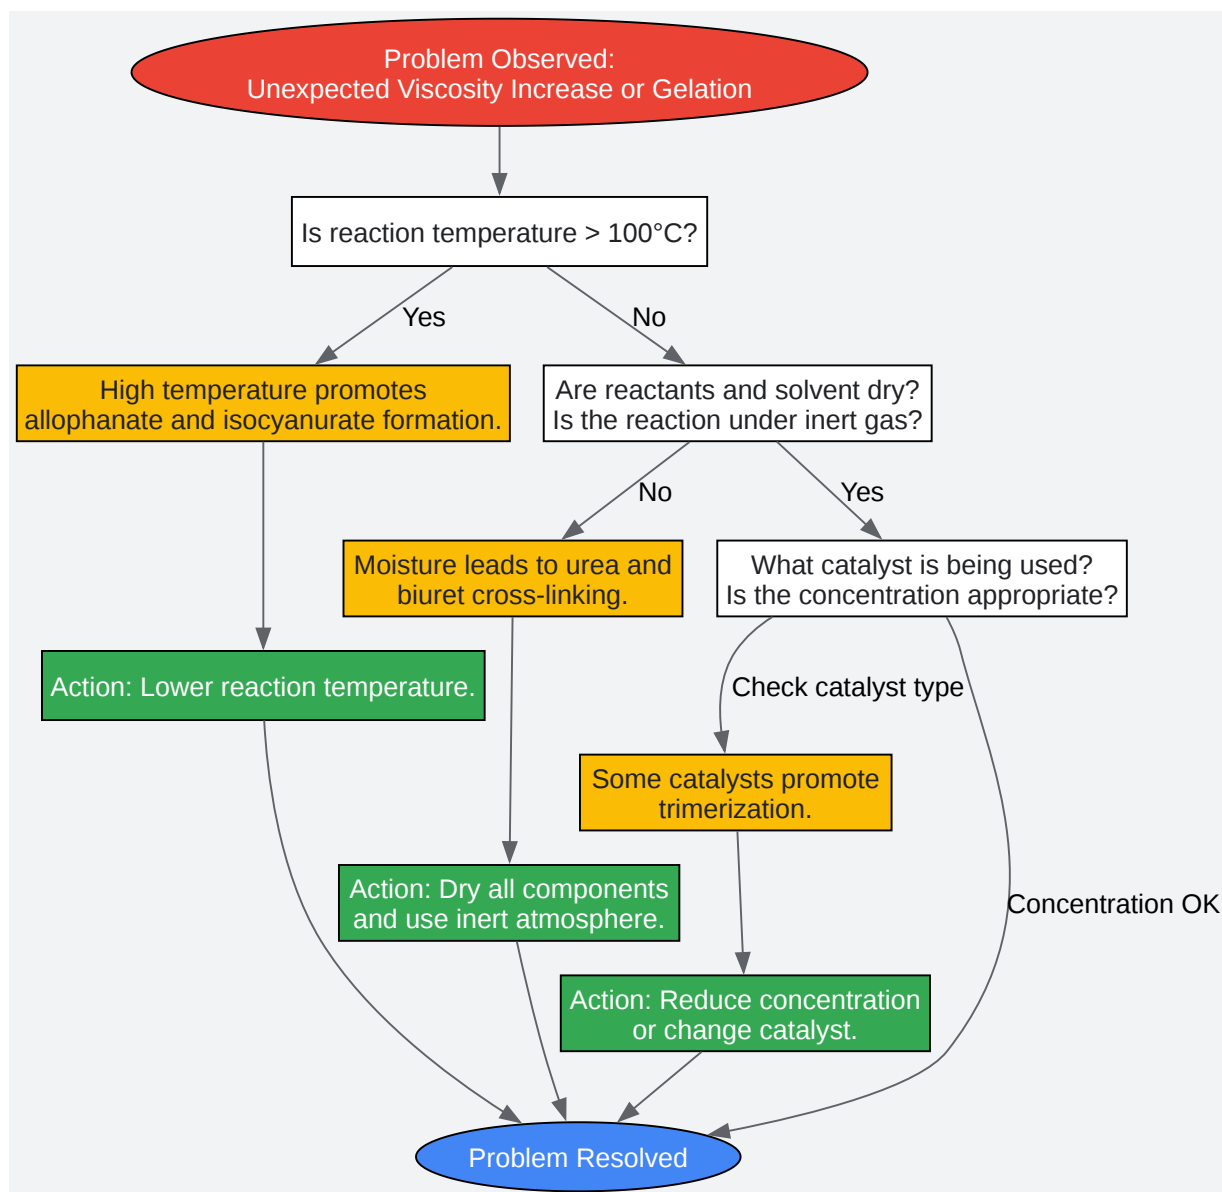 Problem Observed:
Unexpected Viscosity Increase or Gelation
Is reaction temperature > 100°C?
Yes
No
High temperature promotes
allophanate and isocyanurate formation.
Are reactants and solvent dry?
Is the reaction under inert gas?
No
Yes
Moisture leads to urea and
biuret cross-linking.
What catalyst is being used?
Is the concentration appropriate?
Action: Lower reaction temperature.
Check catalyst type
Some catalysts promote
trimerization.
Action: Dry all components
and use inert atmosphere.
Concentration OK
Action: Reduce concentration
or change catalyst.
Problem Resolved